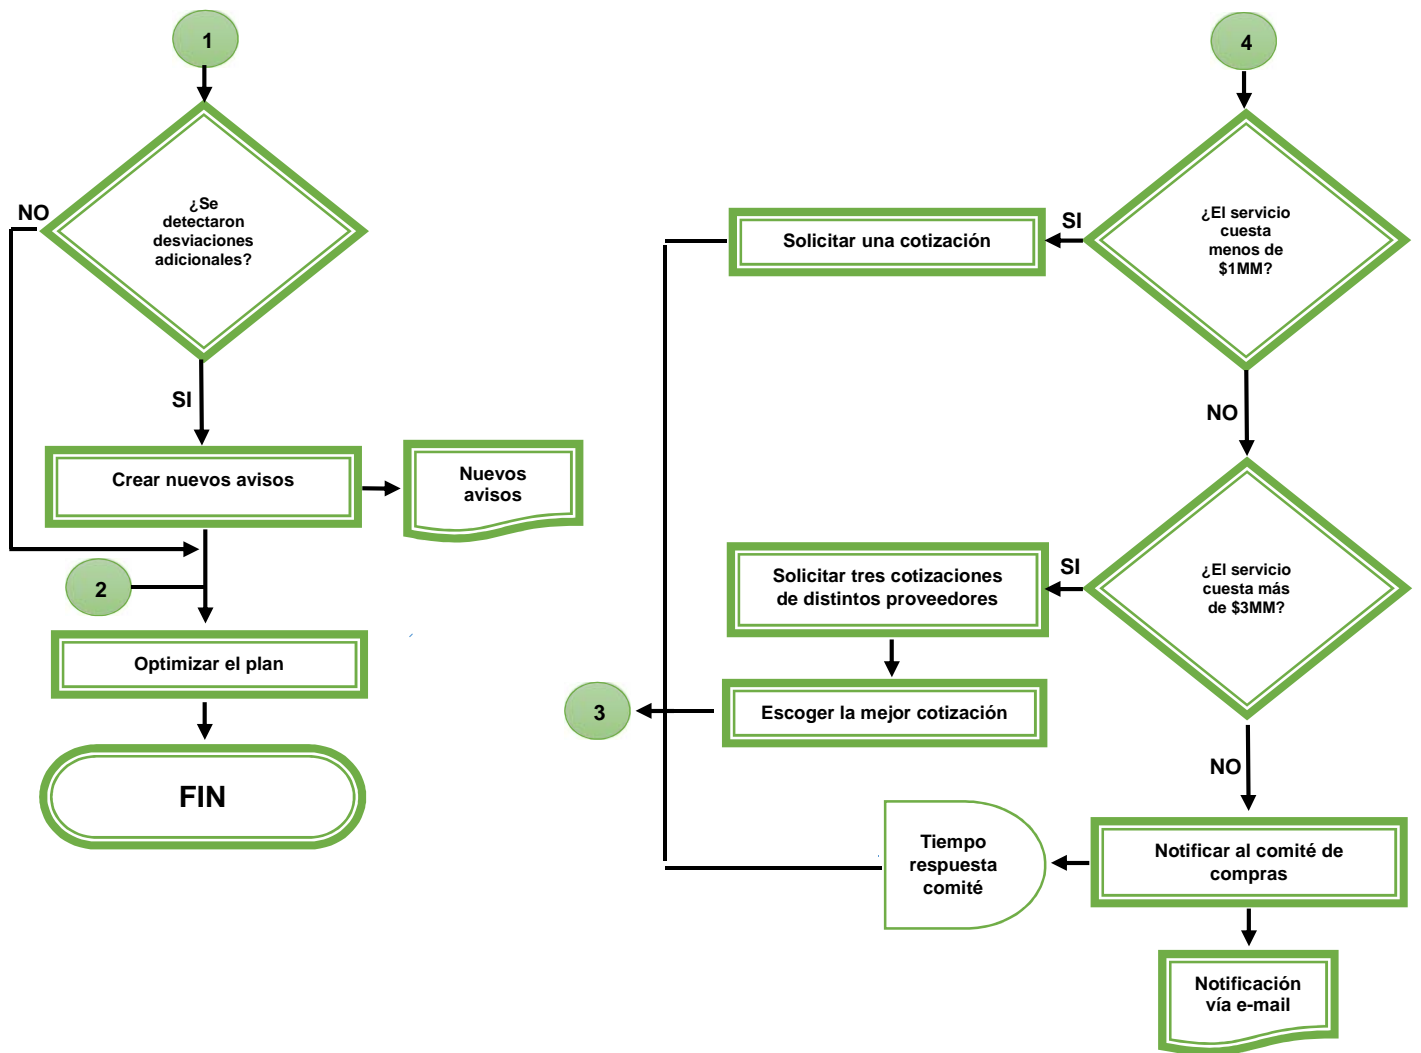 1
¿Se
detectaron
desviaciones
adicionales?
NO
SI
Crear nuevos avisos
Nuevos
avisos
2
Optimizar el plan
FIN
4
¿El servicio
cuesta
menos de
$1MM?
SI
Solicitar una cotización
NO
¿El servicio
cuesta más
de $3MM?
SI
Solicitar tres cotizaciones
de distintos proveedores
Escoger la mejor cotización
3
NO
Notificar al comité de
compras
Tiempo
respuesta
comité
Notificación
vía e-mail